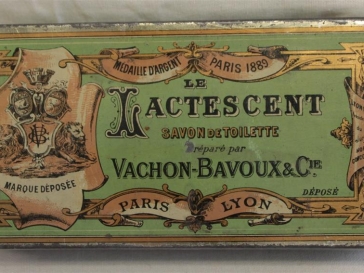 MÉDAILLE D'ARGENT PARIS 1889
LE
LACTESCENT
SAVON DE TOILETTE
Préparé par
VACHON-BAVOUX & CIE
MARQUE DÉPOSÉE
DÉPOSÉ
PARIS LYON